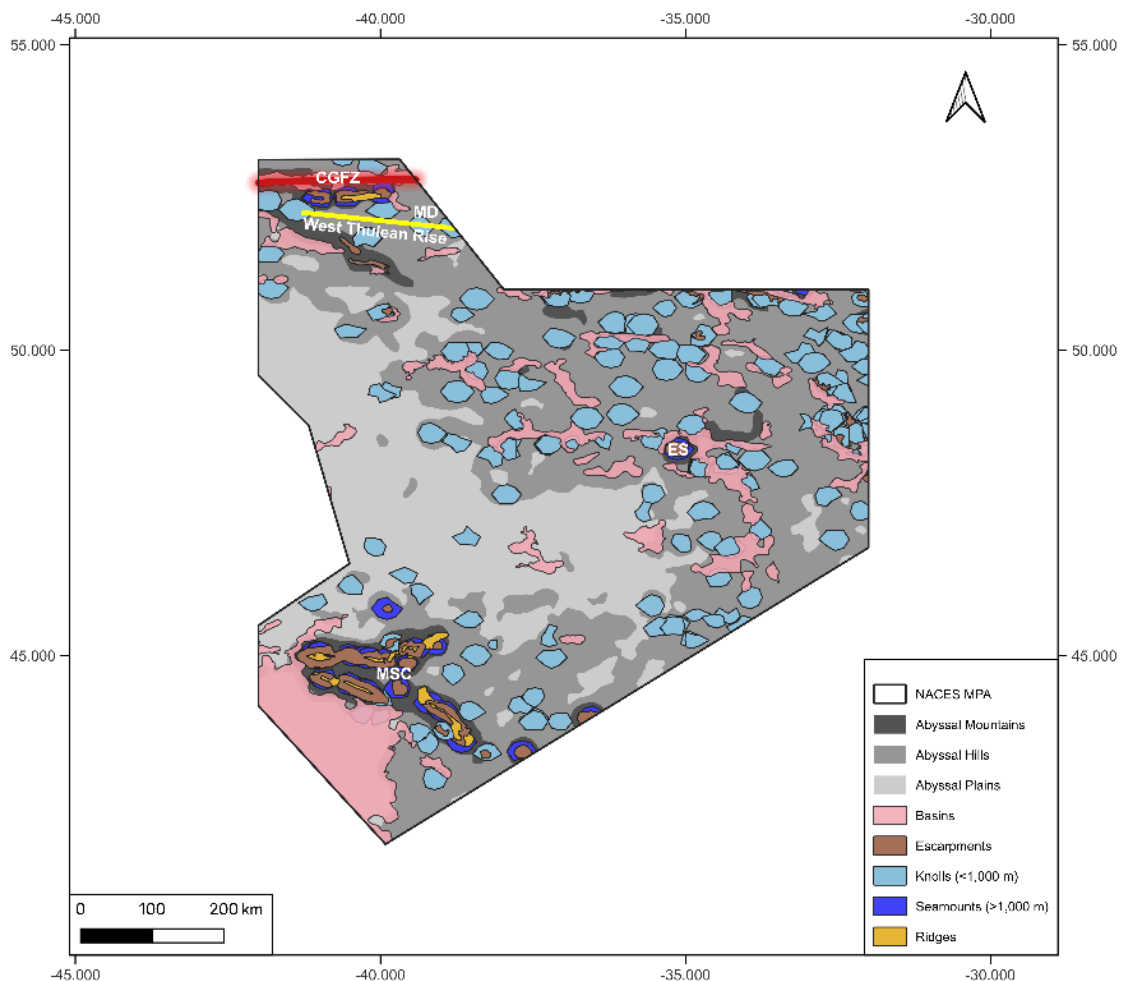 -45.000 -40.000 -35.000 -30.000
55.000 55.000
CGFZ
MD
West Thulean Rise
50.000 50.000
ES
45.000 45.000
MSC
NACES MPA
Abyssal Mountains
Abyssal Hills
Abyssal Plains
Basins
Escarpments
Knolls (<1,000 m)
Seamounts (>1,000 m)
Ridges
0 100 200 km
-45.000 -40.000 -35.000 -30.000